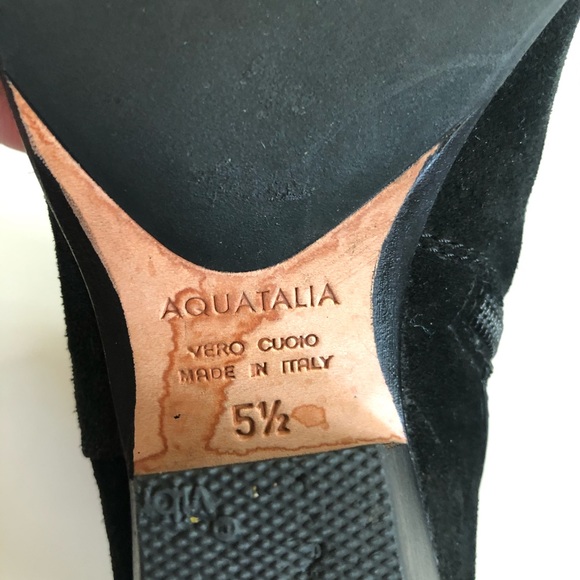 AQUATALIA
VERO CUOIO
MADE IN ITALY
5½